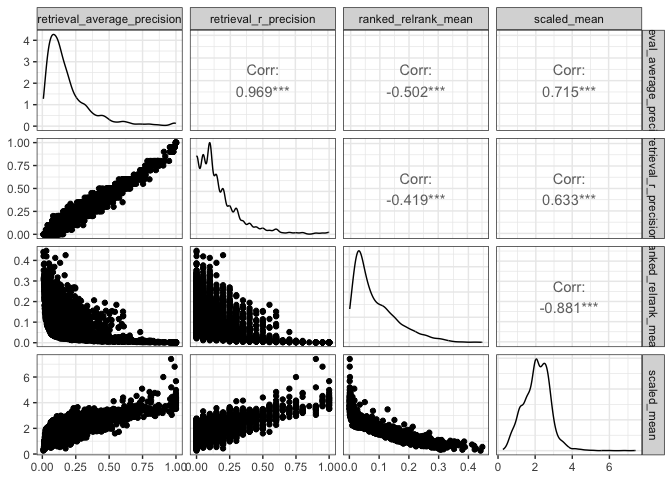 retrieval_average_precision
retrieval_r_precision
ranked_relrank_mean
scaled_mean
4
3
2
1
0
Corr:
0.969***
Corr:
-0.502***
Corr:
0.715***
1.00
0.75
0.50
0.25
0.00
Corr:
-0.419***
Corr:
0.633***
0.4
0.3
0.2
0.1
0.0
Corr:
-0.881***
6
4
2
0
scaled_mean
0.00 0.25 0.50 0.75 1.00
0.00 0.25 0.50 0.75 1.00
0.0 0.1 0.2 0.3 0.4
2 4 6